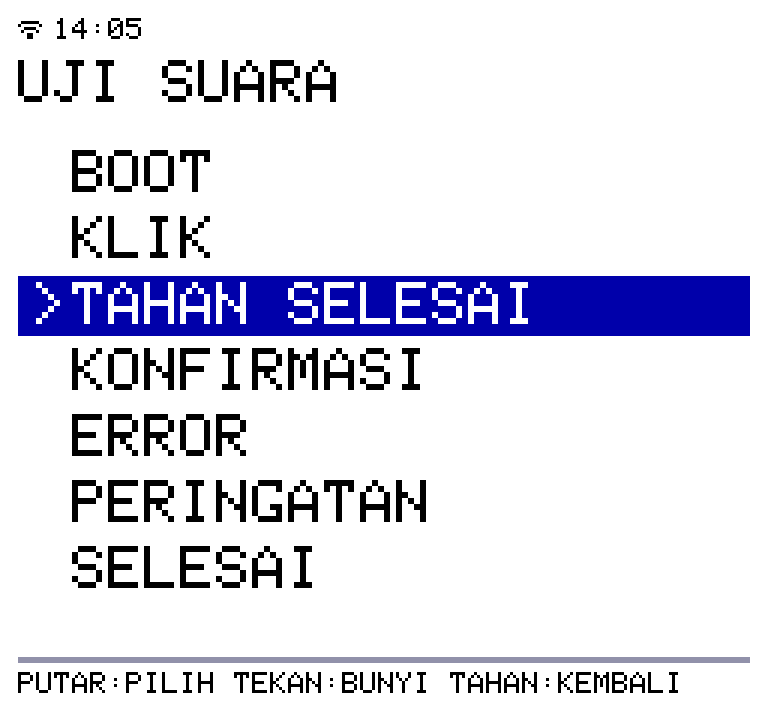 14:05
UJI SUARA
BOOT
KLIK
>TAHAN SELESAI
KONFIRMASI
ERROR
PERINGATAN
SELESAI
PUTAR:PILIH TEKAN:BUNYI TAHAN:KEMBALI